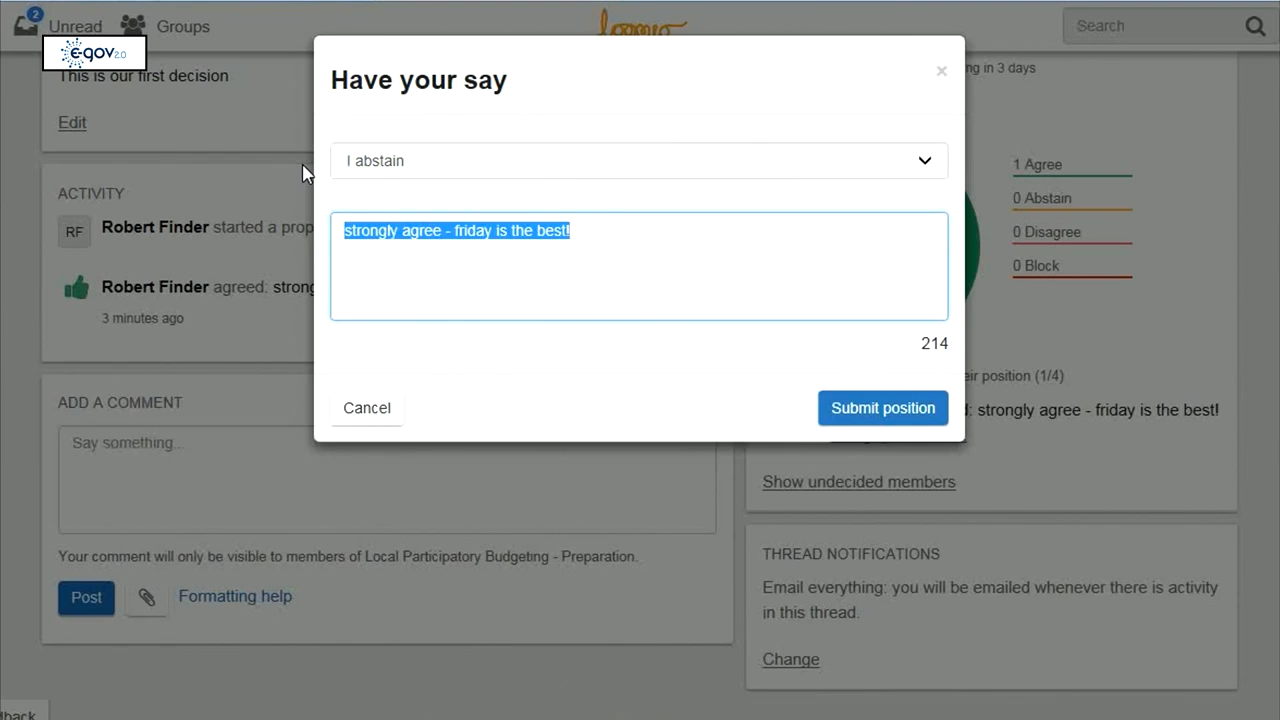 2
Unread
Groups
loomio
Search
e-gov 2.0
This is our first decision
Edit
ACTIVITY
RF
Robert Finder started a prop
Robert Finder agreed: strong
3 minutes ago
ADD A COMMENT
Say something..
Your comment will only be visible to members of Local Participatory Budgeting - Preparation.
Post
Formatting help
Have your say
×
I abstain
strongly agree - friday is the best!
214
Cancel
Submit position
ng in 3 days
1 Agree
0 Abstain
0 Disagree
0 Block
eir position (1/4)
d: strongly agree - friday is the best!
Show undecided members
THREAD NOTIFICATIONS
Email everything: you will be emailed whenever there is activity
in this thread.
Change
dback